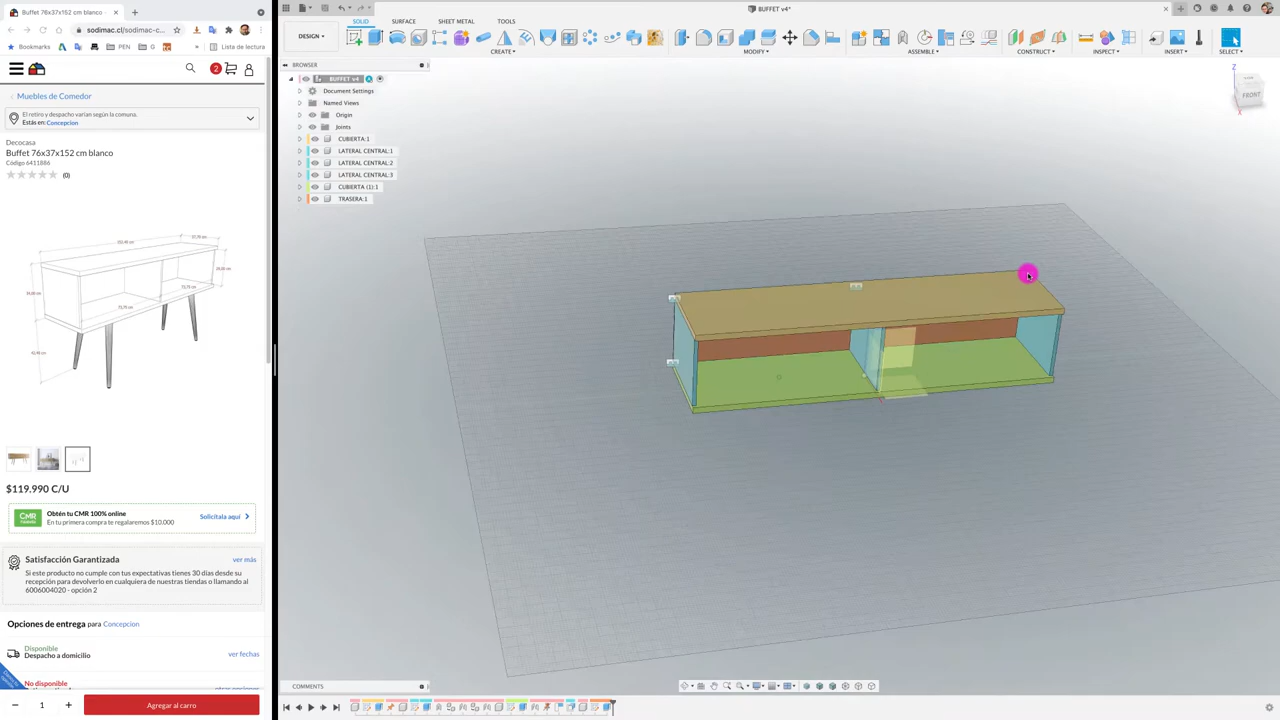 Buffet 76x37x152 cm blanco
sodimac.cl/sodimac-c...
Bookmarks
PEN
G
Lista de lectura
2
Muebles de Comedor
El retiro y despacho varian según la comuna.
Estás en: Concepcion
Decocasa
Buffet 76x37x152 cm blanco
Código 6411886
(0)
$119.990 C/U
Obtén tu CMR 100% online
En tu primera compra te regalaremos $10.000
Solicítala aquí
CMR
Satisfacción Garantizada
ver más
Si este producto no cumple con tus expectativas tienes 30 días desde su
recepción para devolverlo en cualquiera de nuestras tiendas o llamando al
6006004020 - opción 2
Opciones de entrega para Concepcion
Disponible
Despacho a domicilio
ver fechas
No disponible
1
Agregar al carro
BUFFET v4*
DESIGN
SOLID
SURFACE
SHEET METAL
TOOLS
CREATE
MODIFY
ASSEMBLE
CONSTRUCT
INSPECT
INSERT
SELECT
BROWSER
BUFFET v4
Document Settings
Named Views
Origin
Joints
CUBIERTA:1
LATERAL CENTRAL:1
LATERAL CENTRAL:2
LATERAL CENTRAL:3
CUBIERTA (1):1
TRASERA:1
Z
FRONT
X
COMMENTS